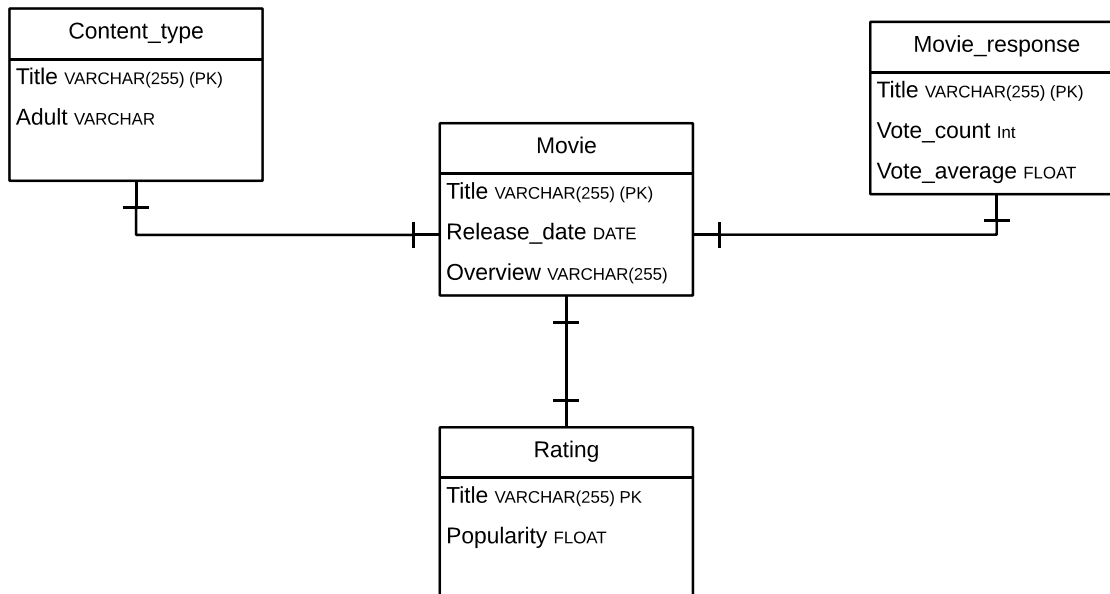 Content_type
Title VARCHAR(255) (PK)
Adult VARCHAR
Movie_response
Title VARCHAR(255) (PK)
Vote_count Int
Vote_average FLOAT
Movie
Title VARCHAR(255) (PK)
Release_date DATE
Overview VARCHAR(255)
Rating
Title VARCHAR(255) PK
Popularity FLOAT